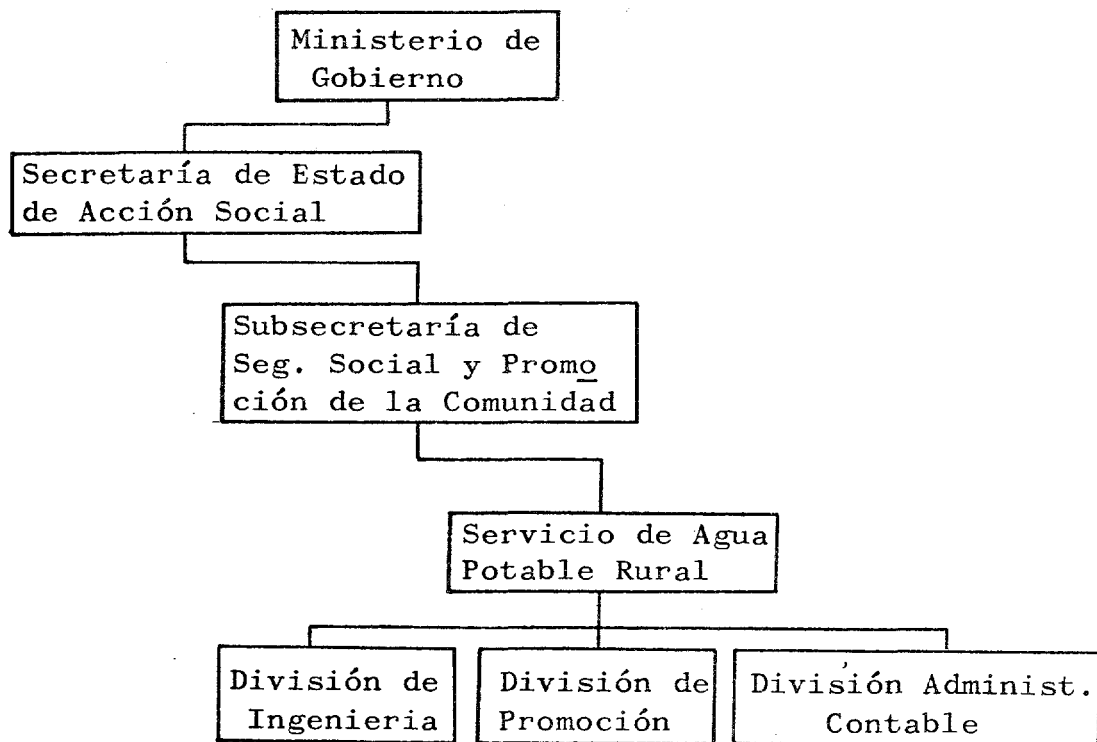 Ministerio de
Gobierno
Secretaría de Estado
de Acción Social
Subsecretaría de
Seg. Social y Promo
ción de la Comunidad
Servicio de Agua
Potable Rural
División de
Ingenieria
División de
Promoción
División Administ.
Contable